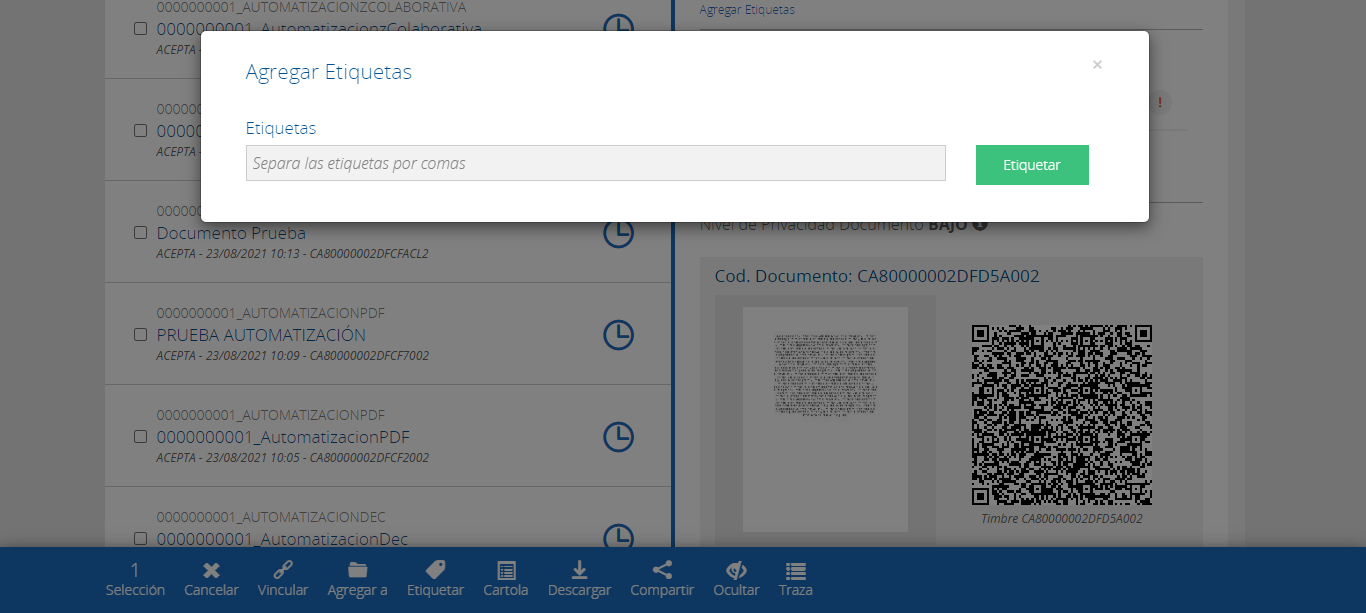 0000000001_AUTOMATIZACIONZCOLABORATIVA
0000000001_AutomatizacionzColaborativa
ACEPTA -
Agregar Etiquetas
Agregar Etiquetas
×
Etiquetas
Separa las etiquetas por comas
Etiquetar
!
00000
0000
ACEPTA -
00000
Documento Prueba
ACEPTA - 23/08/2021 10:13 - CA80000002DFCFACL2
0000000001_AUTOMATIZACIONPDF
PRUEBA AUTOMATIZACIÓN
ACEPTA - 23/08/2021 10:09 - CA80000002DFCF7002
0000000001_AUTOMATIZACIONPDF
0000000001_AutomatizacionPDF
ACEPTA - 23/08/2021 10:05 - CA80000002DFCF2002
0000000001_AUTOMATIZACIONDEC
0000000001_AutomatizacionDec
Nivel de Privacidad Documento BAJO
Cod. Documento: CA80000002DFD5A002
Timbre CA80000002DFD5A002
1
Selección
Cancelar
Vincular
Agregar a
Etiquetar
Cartola
Descargar
Compartir
Ocultar
Traza